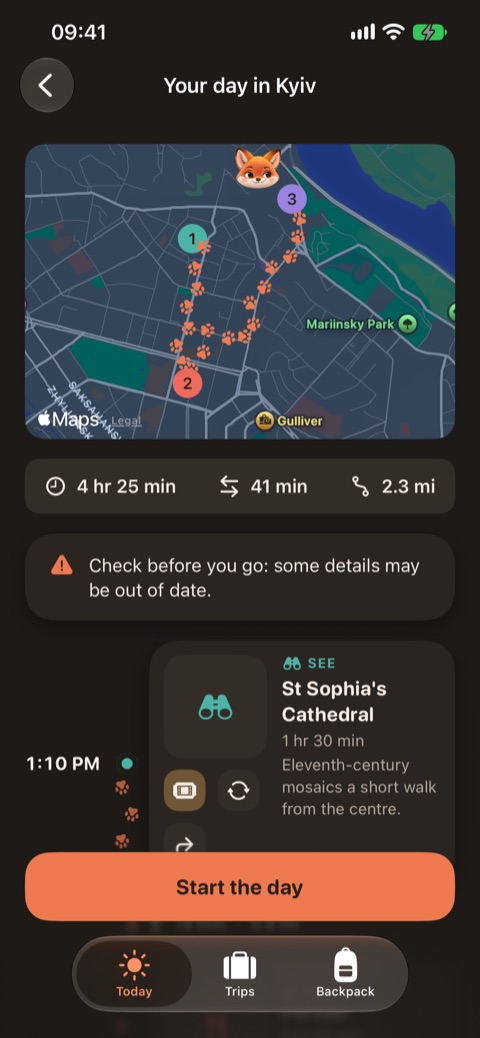 09:41
Your day in Kyiv
3
1
Mariinsky Park
2
SAKSAHANS
ZHY
SK
Maps
Legal
Gulliver
4 hr 25 min
41 min
2.3 mi
Check before you go: some details may
be out of date.
SEE
St Sophia's
Cathedral
1 hr 30 min
1:10 PM
Eleventh-century
mosaics a short walk
from the centre.
Start the day
Today
Trips
Backpack